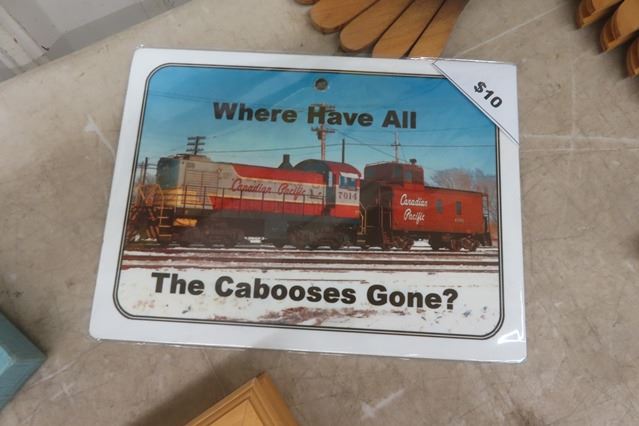 $10
Where Have All
Canadian Pacific
7014
Canadian
Pacific
The Cabooses Gone?